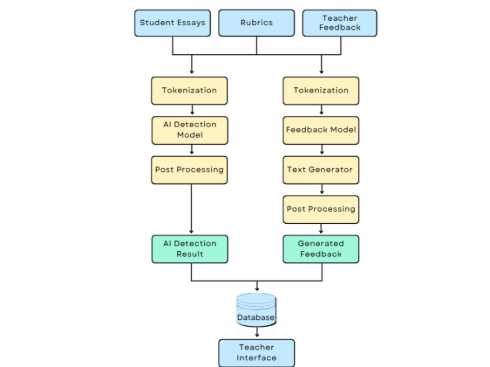 Student Essays
Rubrics
Teacher
Feedback
Tokenization
Tokenization
AI Detection
Model
Feedback Model
Post Processing
Text Generator
Post Processing
AI Detection
Result
Generated
Feedback
Database
Teacher
Interface